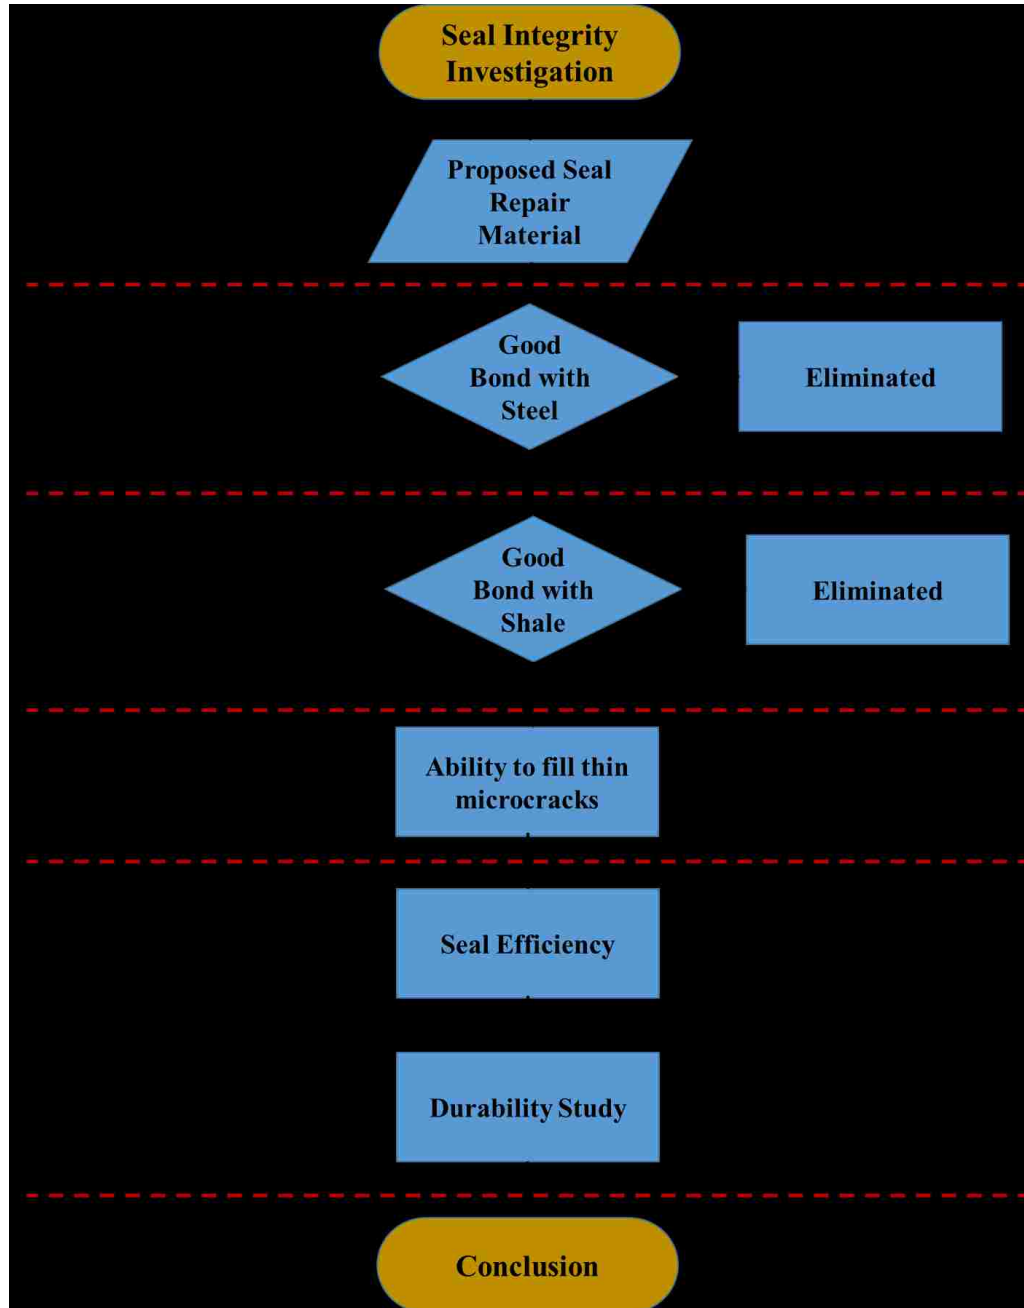 Seal Integrity
Investigation
Proposed Seal
Repair
Material
Good
Bond with
Steel
Eliminated
Good
Bond with
Shale
Eliminated
Ability to fill thin
microcracks
Seal Efficiency
Durability Study
Conclusion